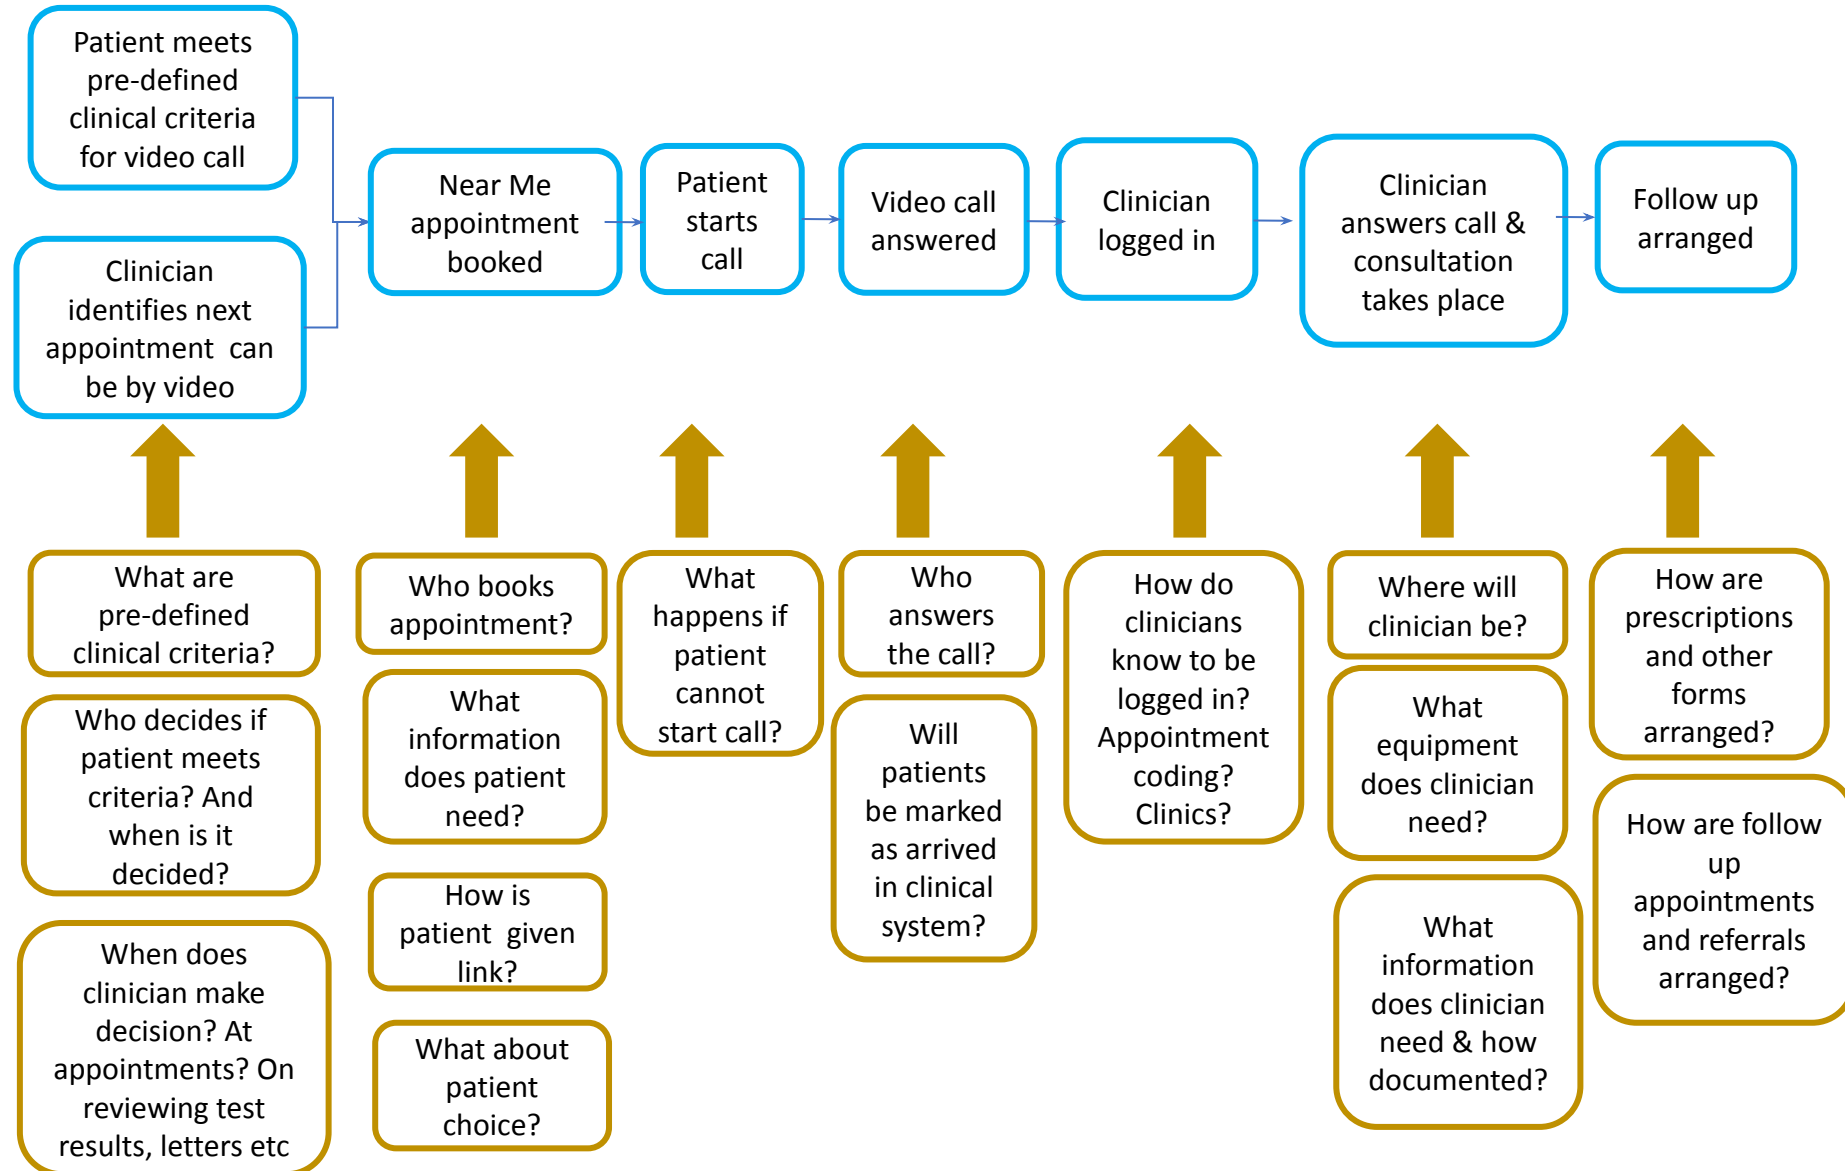 Patient meets
pre-defined
clinical criteria
for video call
Clinician
identifies next
appointment  can
be by video
Near Me
appointment
booked
Patient
starts
call
Video call
answered
Clinician
logged in
Clinician
answers call &
consultation
takes place
Follow up
arranged
What are
pre-defined
clinical criteria?
Who decides if
patient meets
criteria? And
when is it
decided?
When does
clinician make
decision? At
appointments? On
reviewing test
results, letters etc
Who books
appointment?
What
information
does patient
need?
How is
patient  given
link?
What about
patient
choice?
What
happens if
patient
cannot
start call?
Who
answers
the call?
Will
patients
be marked
as arrived
in clinical
system?
How do
clinicians
know to be
logged in?
Appointment
coding?
Clinics?
Where will
clinician be?
What
equipment
does clinician
need?
What
information
does clinician
need & how
documented?
How are
prescriptions
and other
forms
arranged?
How are follow
up
appointments
and referrals
arranged?